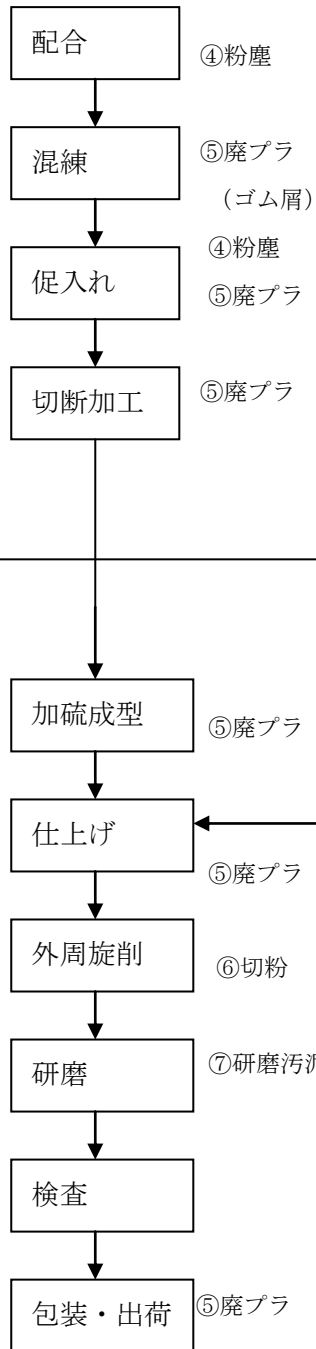 配合
④粉塵
混練
⑤廃プラ
（ゴム屑）
④粉塵
促入れ
⑤廃プラ
切断加工
⑤廃プラ
加硫成型
⑤廃プラ
仕上げ
⑤廃プラ
外周旋削
⑥切粉
研磨
⑦研磨汚泥
検査
包装・出荷
⑤廃プラ